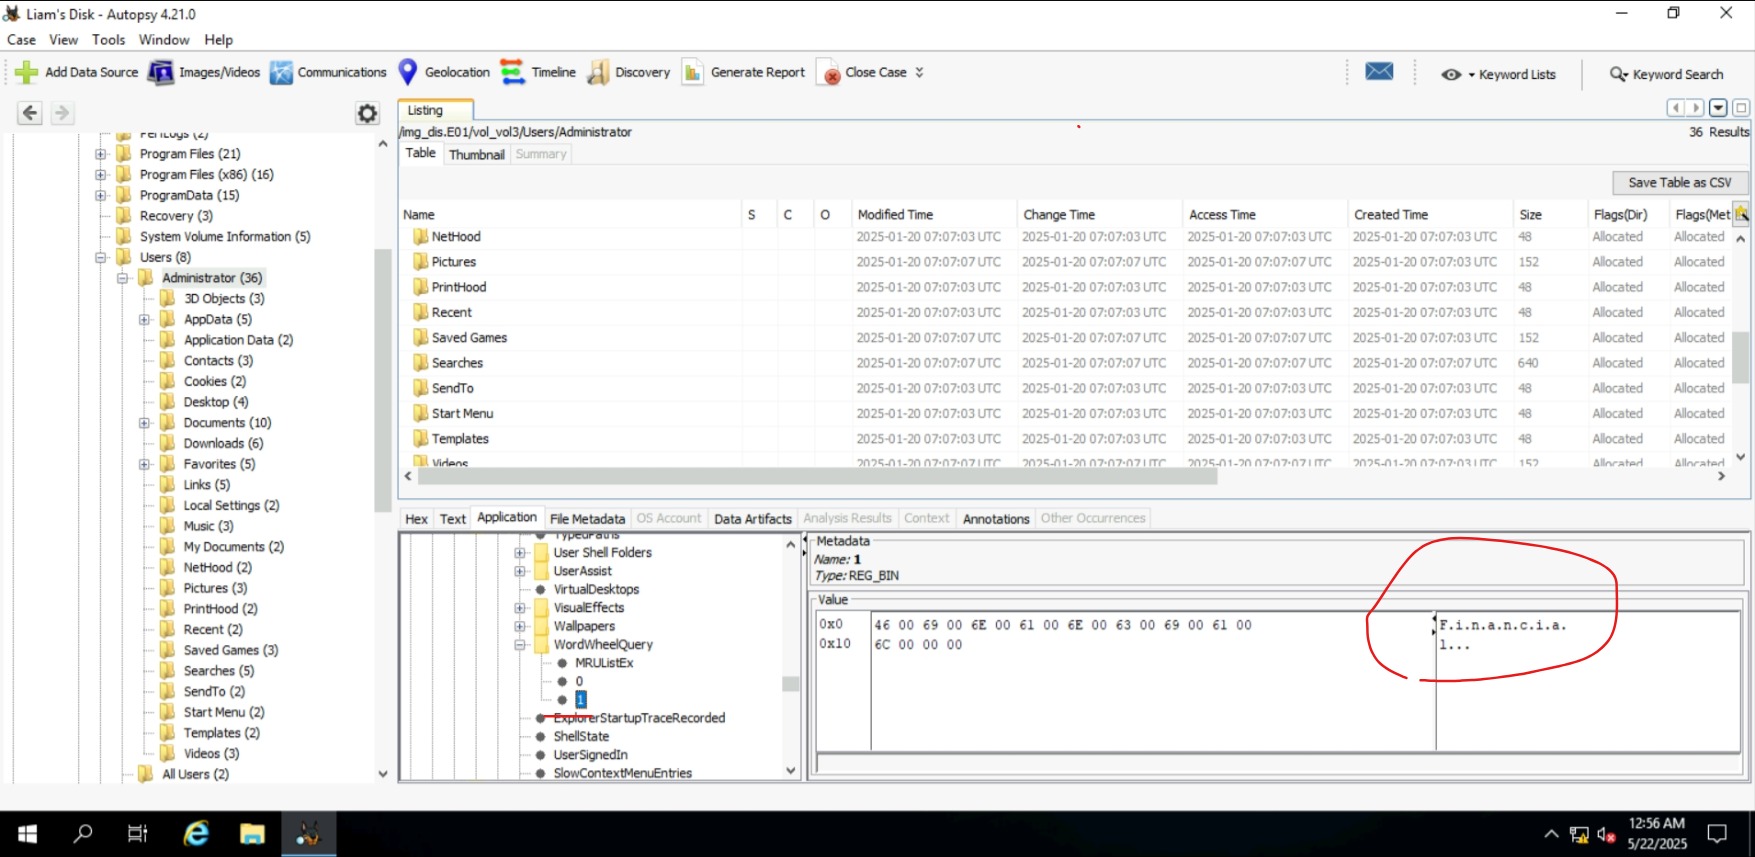 Liam's Disk - Autopsy 4.21.0
Case View Tools Window Help
Add Data Source Images/Videos Communications Geolocation Timeline Discovery Generate Report Close Case Keyword Lists Keyword Search
Listing
/img_dis.E01/vol_vol3/Users/Administrator
36 Results
Table Thumbnail Summary
Save Table as CSV
PerfLogs (2)
Program Files (21)
Program Files (x86) (16)
ProgramData (15)
Recovery (3)
System Volume Information (5)
Users (8)
Administrator (36)
3D Objects (3)
AppData (5)
Application Data (2)
Contacts (3)
Cookies (2)
Desktop (4)
Documents (10)
Downloads (6)
Favorites (5)
Links (5)
Local Settings (2)
Music (3)
My Documents (2)
NetHood (2)
Pictures (3)
PrintHood (2)
Recent (2)
Saved Games (3)
Searches (5)
SendTo (2)
Start Menu (2)
Templates (2)
Videos (3)
All Users (2)
Name S C O Modified Time Change Time Access Time Created Time Size Flags(Dir) Flags(Met
NetHood 2025-01-20 07:07:03 UTC 2025-01-20 07:07:03 UTC 2025-01-20 07:07:03 UTC 2025-01-20 07:07:03 UTC 48 Allocated Allocated
Pictures 2025-01-20 07:07:07 UTC 2025-01-20 07:07:07 UTC 2025-01-20 07:07:07 UTC 2025-01-20 07:07:03 UTC 152 Allocated Allocated
PrintHood 2025-01-20 07:07:03 UTC 2025-01-20 07:07:03 UTC 2025-01-20 07:07:03 UTC 2025-01-20 07:07:03 UTC 48 Allocated Allocated
Recent 2025-01-20 07:07:03 UTC 2025-01-20 07:07:03 UTC 2025-01-20 07:07:03 UTC 2025-01-20 07:07:03 UTC 48 Allocated Allocated
Saved Games 2025-01-20 07:07:07 UTC 2025-01-20 07:07:07 UTC 2025-01-20 07:07:07 UTC 2025-01-20 07:07:03 UTC 152 Allocated Allocated
Searches 2025-01-20 07:07:07 UTC 2025-01-20 07:07:07 UTC 2025-01-20 07:07:07 UTC 2025-01-20 07:07:03 UTC 640 Allocated Allocated
SendTo 2025-01-20 07:07:03 UTC 2025-01-20 07:07:03 UTC 2025-01-20 07:07:03 UTC 2025-01-20 07:07:03 UTC 48 Allocated Allocated
Start Menu 2025-01-20 07:07:03 UTC 2025-01-20 07:07:03 UTC 2025-01-20 07:07:03 UTC 2025-01-20 07:07:03 UTC 48 Allocated Allocated
Templates 2025-01-20 07:07:03 UTC 2025-01-20 07:07:03 UTC 2025-01-20 07:07:03 UTC 2025-01-20 07:07:03 UTC 48 Allocated Allocated
Videos 2025-01-20 07:07:07 UTC 2025-01-20 07:07:07 UTC 2025-01-20 07:07:07 UTC 2025-01-20 07:07:03 UTC 152 Allocated Allocated
Hex Text Application File Metadata OS Account Data Artifacts Analysis Results Context Annotations Other Occurrences
TypedPaths
User Shell Folders
UserAssist
VirtualDesktops
VisualEffects
Wallpapers
WordWheelQuery
MRUListEx
0
1
ExplorerStartupTraceRecorded
ShellState
UserSignedIn
SlowContextMenuEntries
Metadata
Name: 1
Type: REG_BIN
Value
0x0 46 00 69 00 6E 00 61 00 6E 00 63 00 69 00 61 00 F.i.n.a.n.c.i.a.
0x10 6C 00 00 00 l...
12:56 AM
5/22/2025